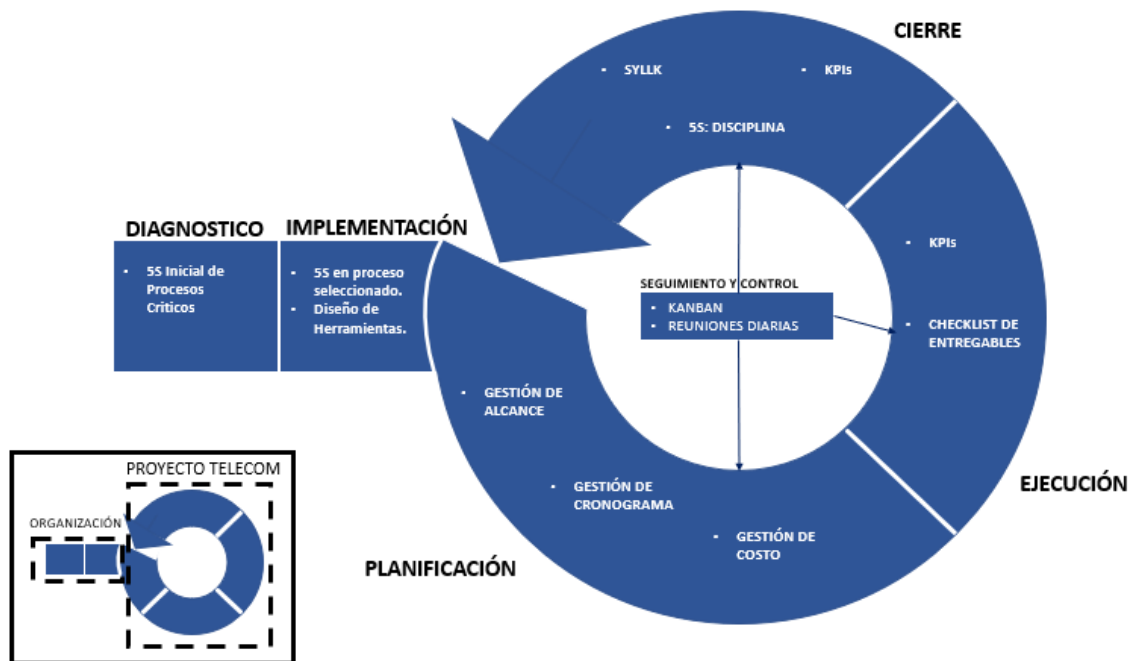 CIERRE
▪ SYLLK
▪ KPIs
▪ 5S: DISCIPLINA
DIAGNOSTICO
IMPLEMENTACIÓN
▪ 5S Inicial de
Procesos
Criticos
▪ 5S en proceso
seleccionado.
▪ Diseño de
Herramientas.
▪ KPIs
SEGUIMIENTO Y CONTROL
▪ KANBAN
▪ REUNIONES DIARIAS
▪ CHECKLIST DE
ENTREGABLES
▪ GESTIÓN DE
ALCANCE
▪ GESTIÓN DE
CRONOGRAMA
▪ GESTIÓN DE
COSTO
EJECUCIÓN
PLANIFICACIÓN
PROYECTO TELECOM
ORGANIZACIÓN